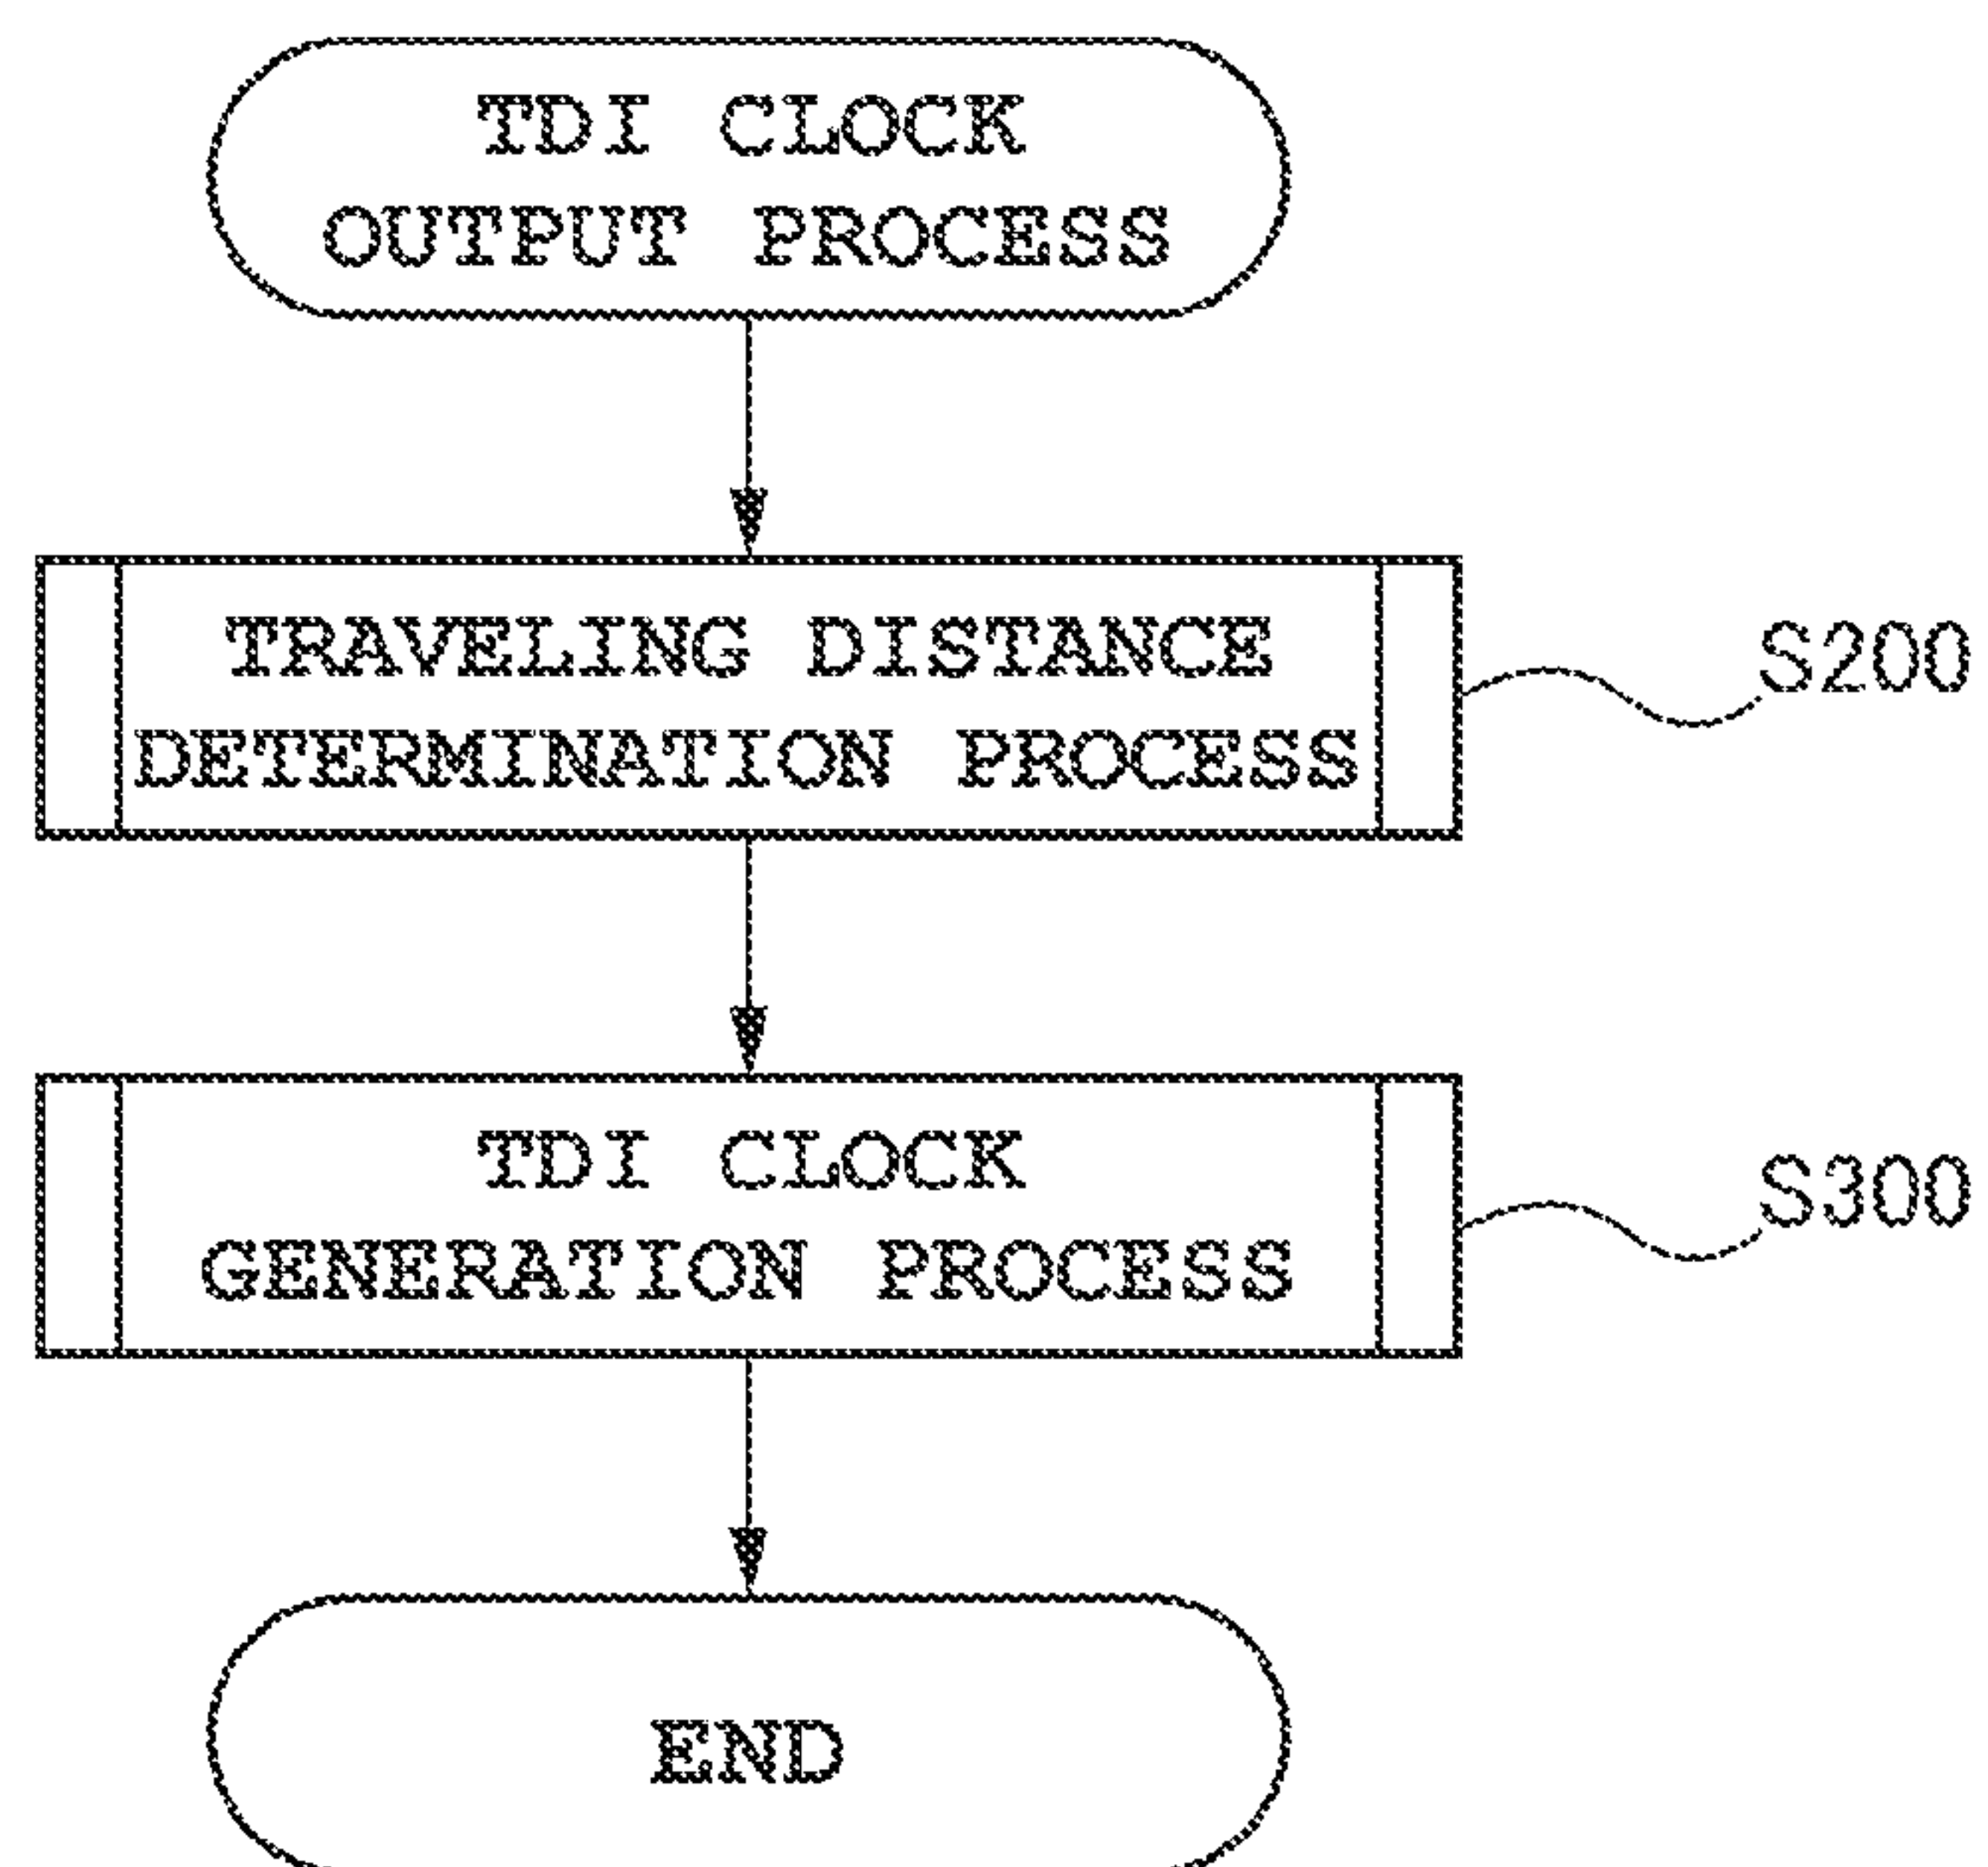 TDI CLOCK
OUTPUT PROCESS
TRAVELING DISTANCE
DETERMINATION PROCESS
S200
TDI CLOCK
GENERATION PROCESS
S300
END